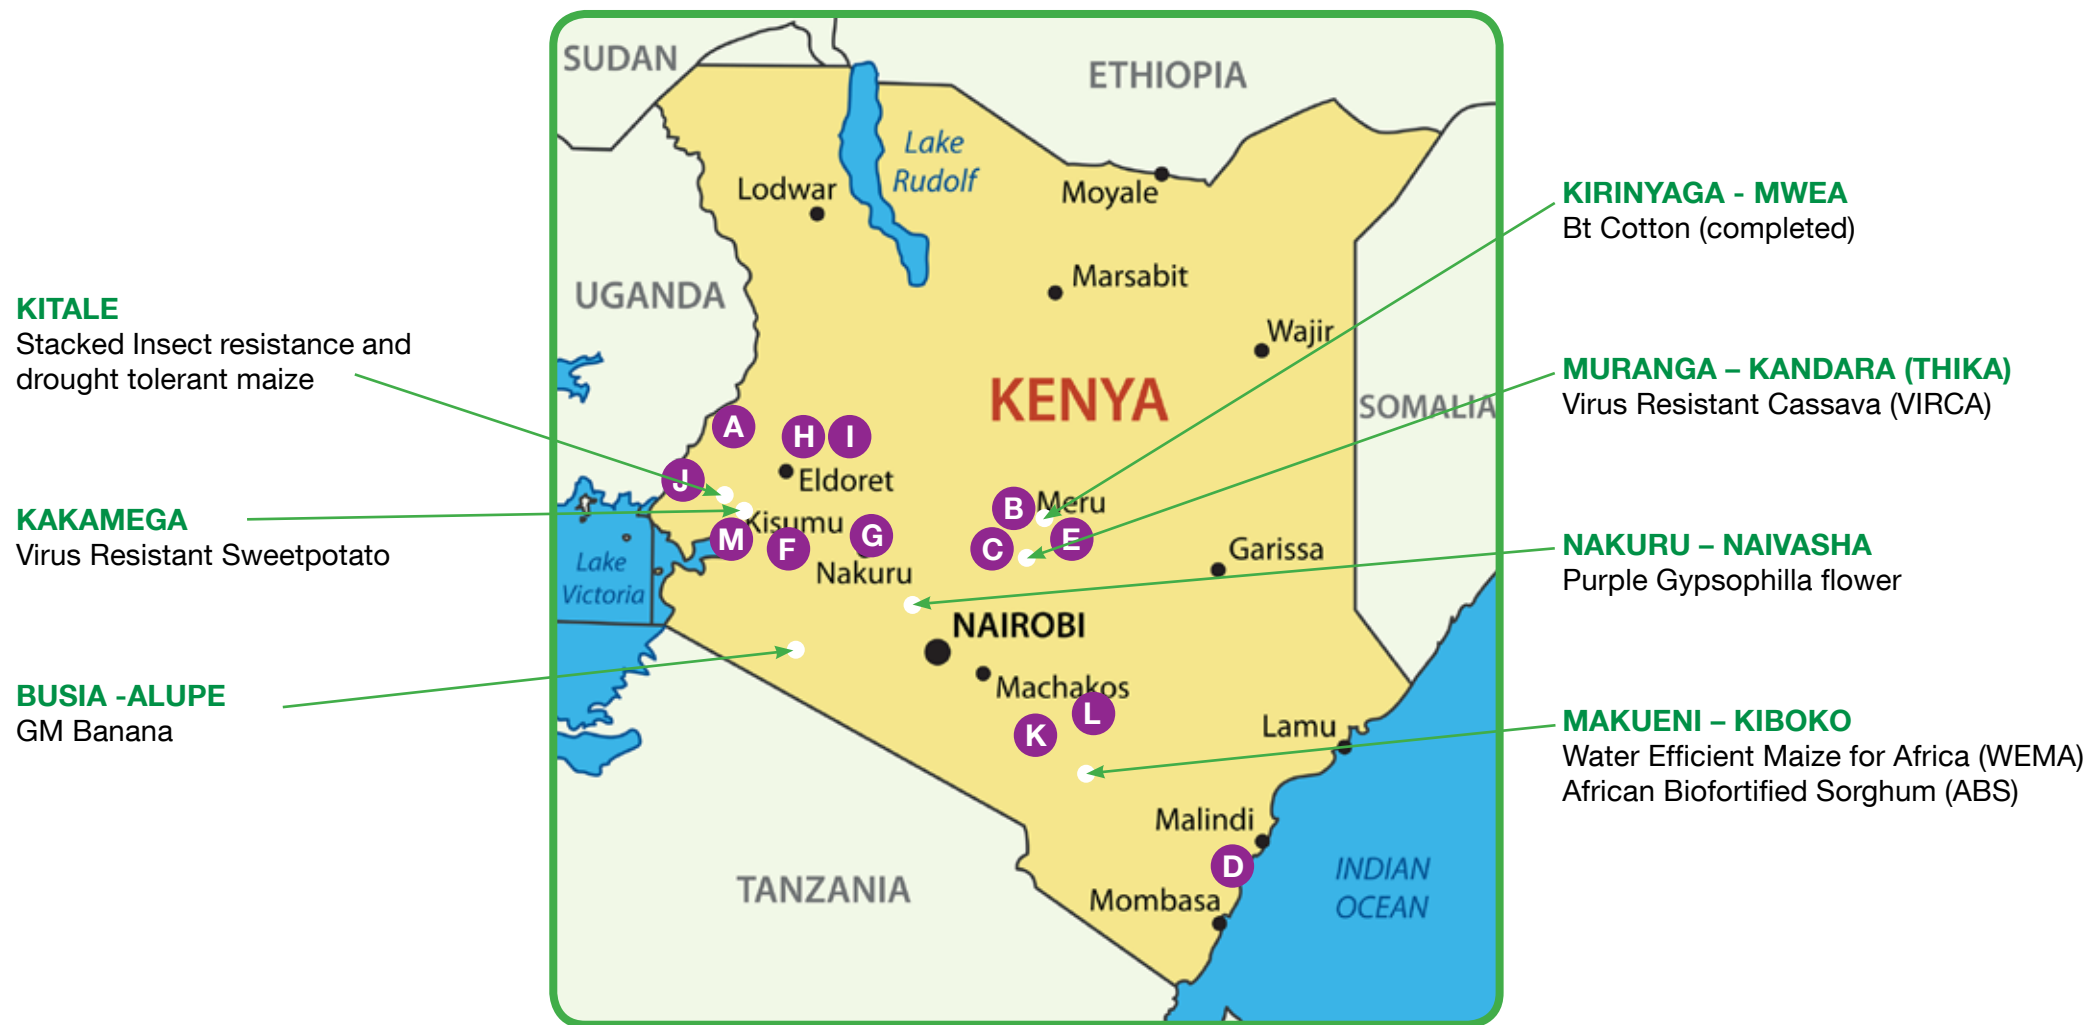 KITALE
Stacked Insect resistance and
drought tolerant maize
KAKAMEGA
Virus Resistant Sweetpotato
BUSIA -ALUPE
GM Banana
SUDAN
ETHIOPIA
Lake
Rudolf
Lodwar
Moyale
Marsabit
UGANDA
Wajir
KENYA
SOMALIA
A
H
I
J
Eldoret
B
Meru
Kisumu
M
F
G
C
E
Nakuru
Garissa
Lake
Victoria
NAIROBI
Machakos
L
K
Lamu
Malindi
D
Mombasa
TANZANIA
INDIAN
OCEAN
KIRINYAGA - MWEA
Bt Cotton (completed)
MURANGA – KANDARA (THIKA)
Virus Resistant Cassava (VIRCA)
NAKURU – NAIVASHA
Purple Gypsophilla flower
MAKUENI – KIBOKO
Water Efficient Maize for Africa (WEMA)
African Biofortified Sorghum (ABS)